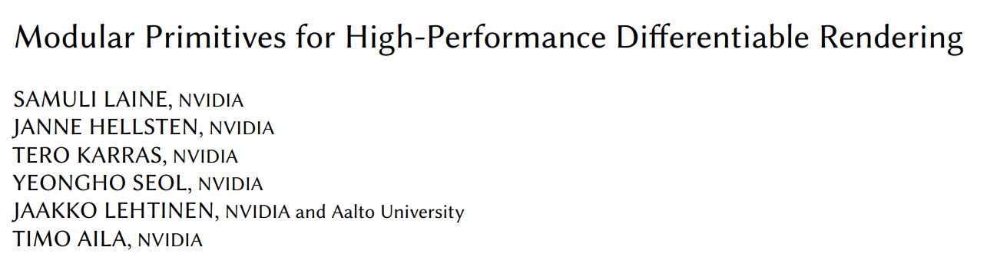 Modular Primitives for High-Performance Differentiable Rendering
SAMULI LAINE, NVIDIA
JANNE HELLSTEN, NVIDIA
TERO KARRAS, NVIDIA
YEONGHO SEOL, NVIDIA
JAAKKO LEHTINEN, NVIDIA and Aalto University
TIMO AILA, NVIDIA